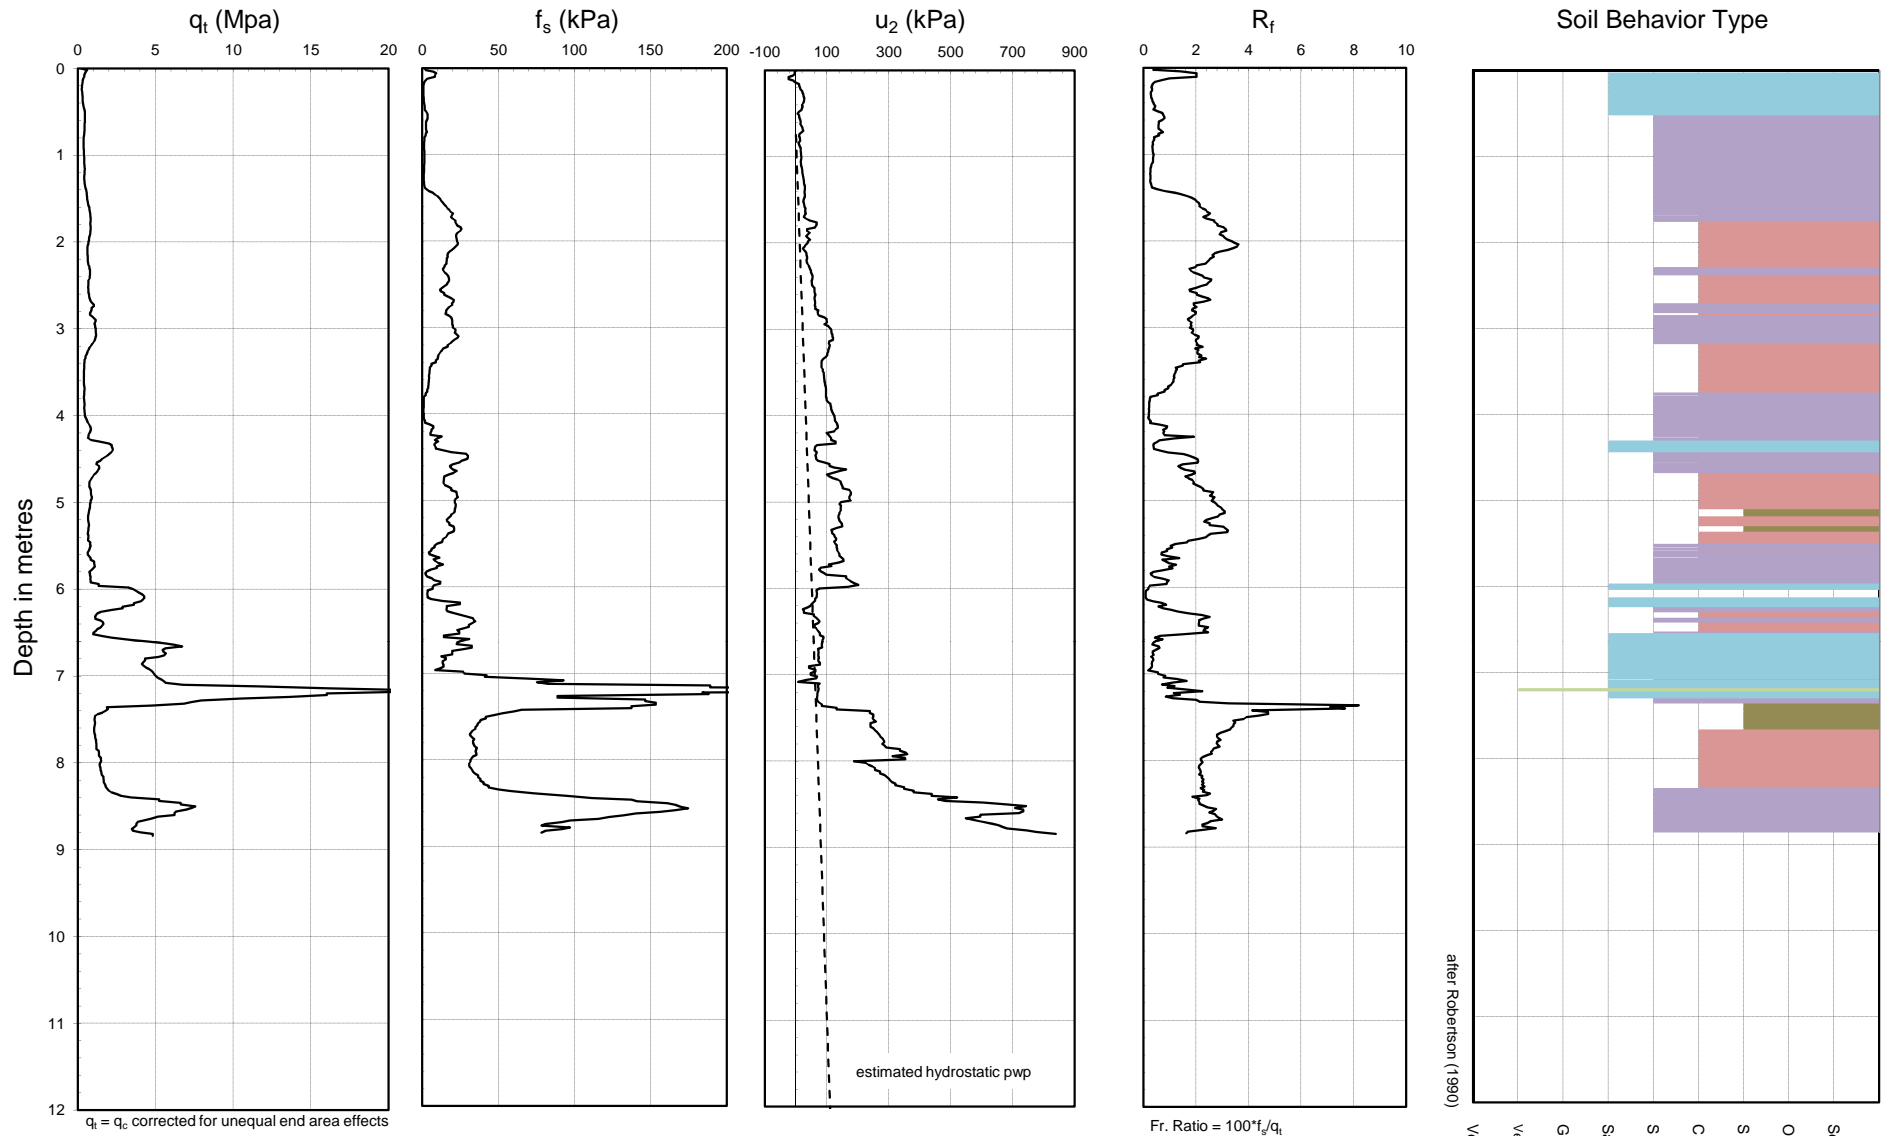 qt (Mpa)
fs (kPa)
u2 (kPa)
Rf
Soil Behavior Type
0 5 10 15 20
0 50 100 150 200
-100 100 300 500 700 900
0 2 4 6 8 10
0
1
2
3
4
5
6
7
8
9
10
11
12
Depth in metres
estimated hydrostatic pwp
after Robertson (1990)
qt = qc corrected for unequal end area effects
Fr. Ratio = 100*fs/qt